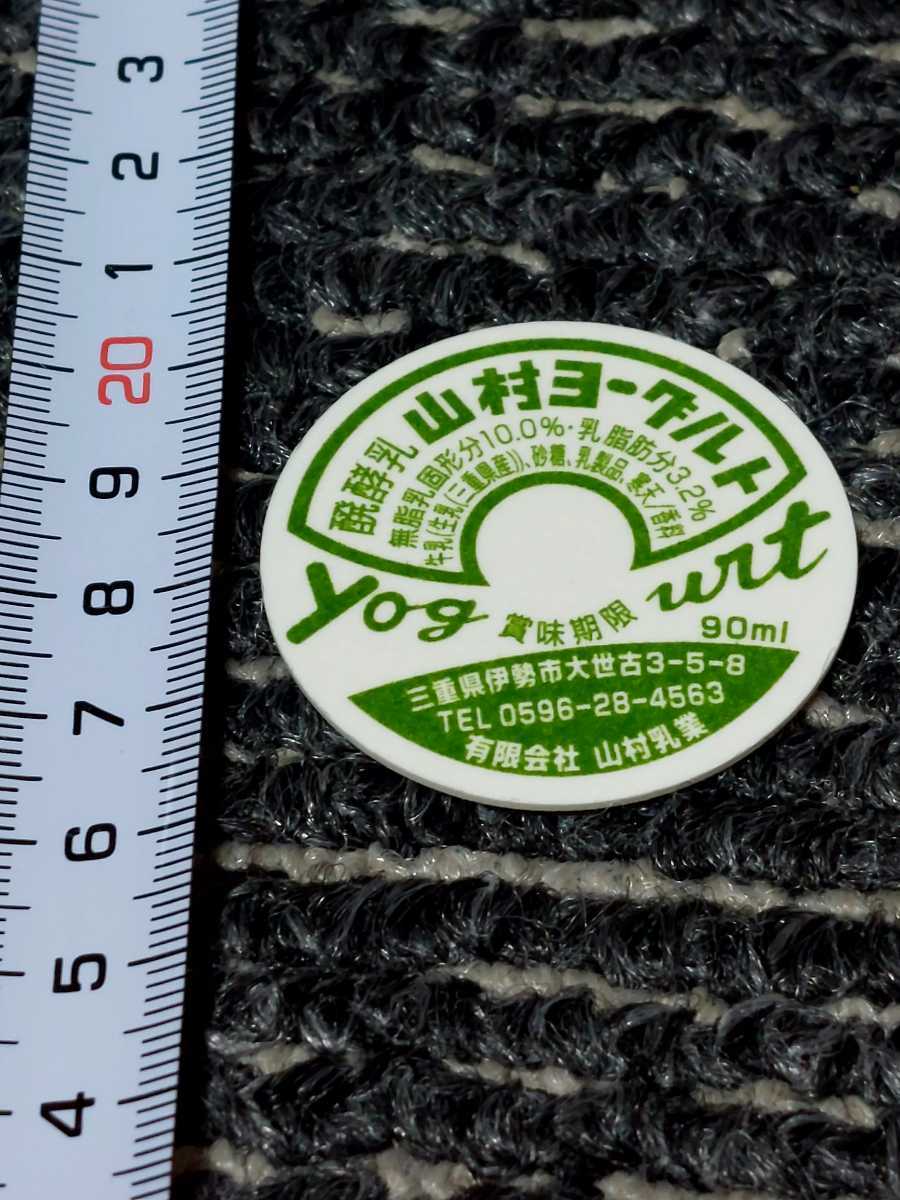 3
2
1
20
9
8
7
6
5
4
山村ヨーグルト
醗酵乳
無脂乳固形分10.0%・乳脂肪分3.2%
牛乳(生乳(三重県産))、砂糖、乳製品、寒天/香料
Yogurt
賞味期限
90ml
三重県伊勢市大世古3-5-8
TEL 0596-28-4563
有限会社 山村乳業